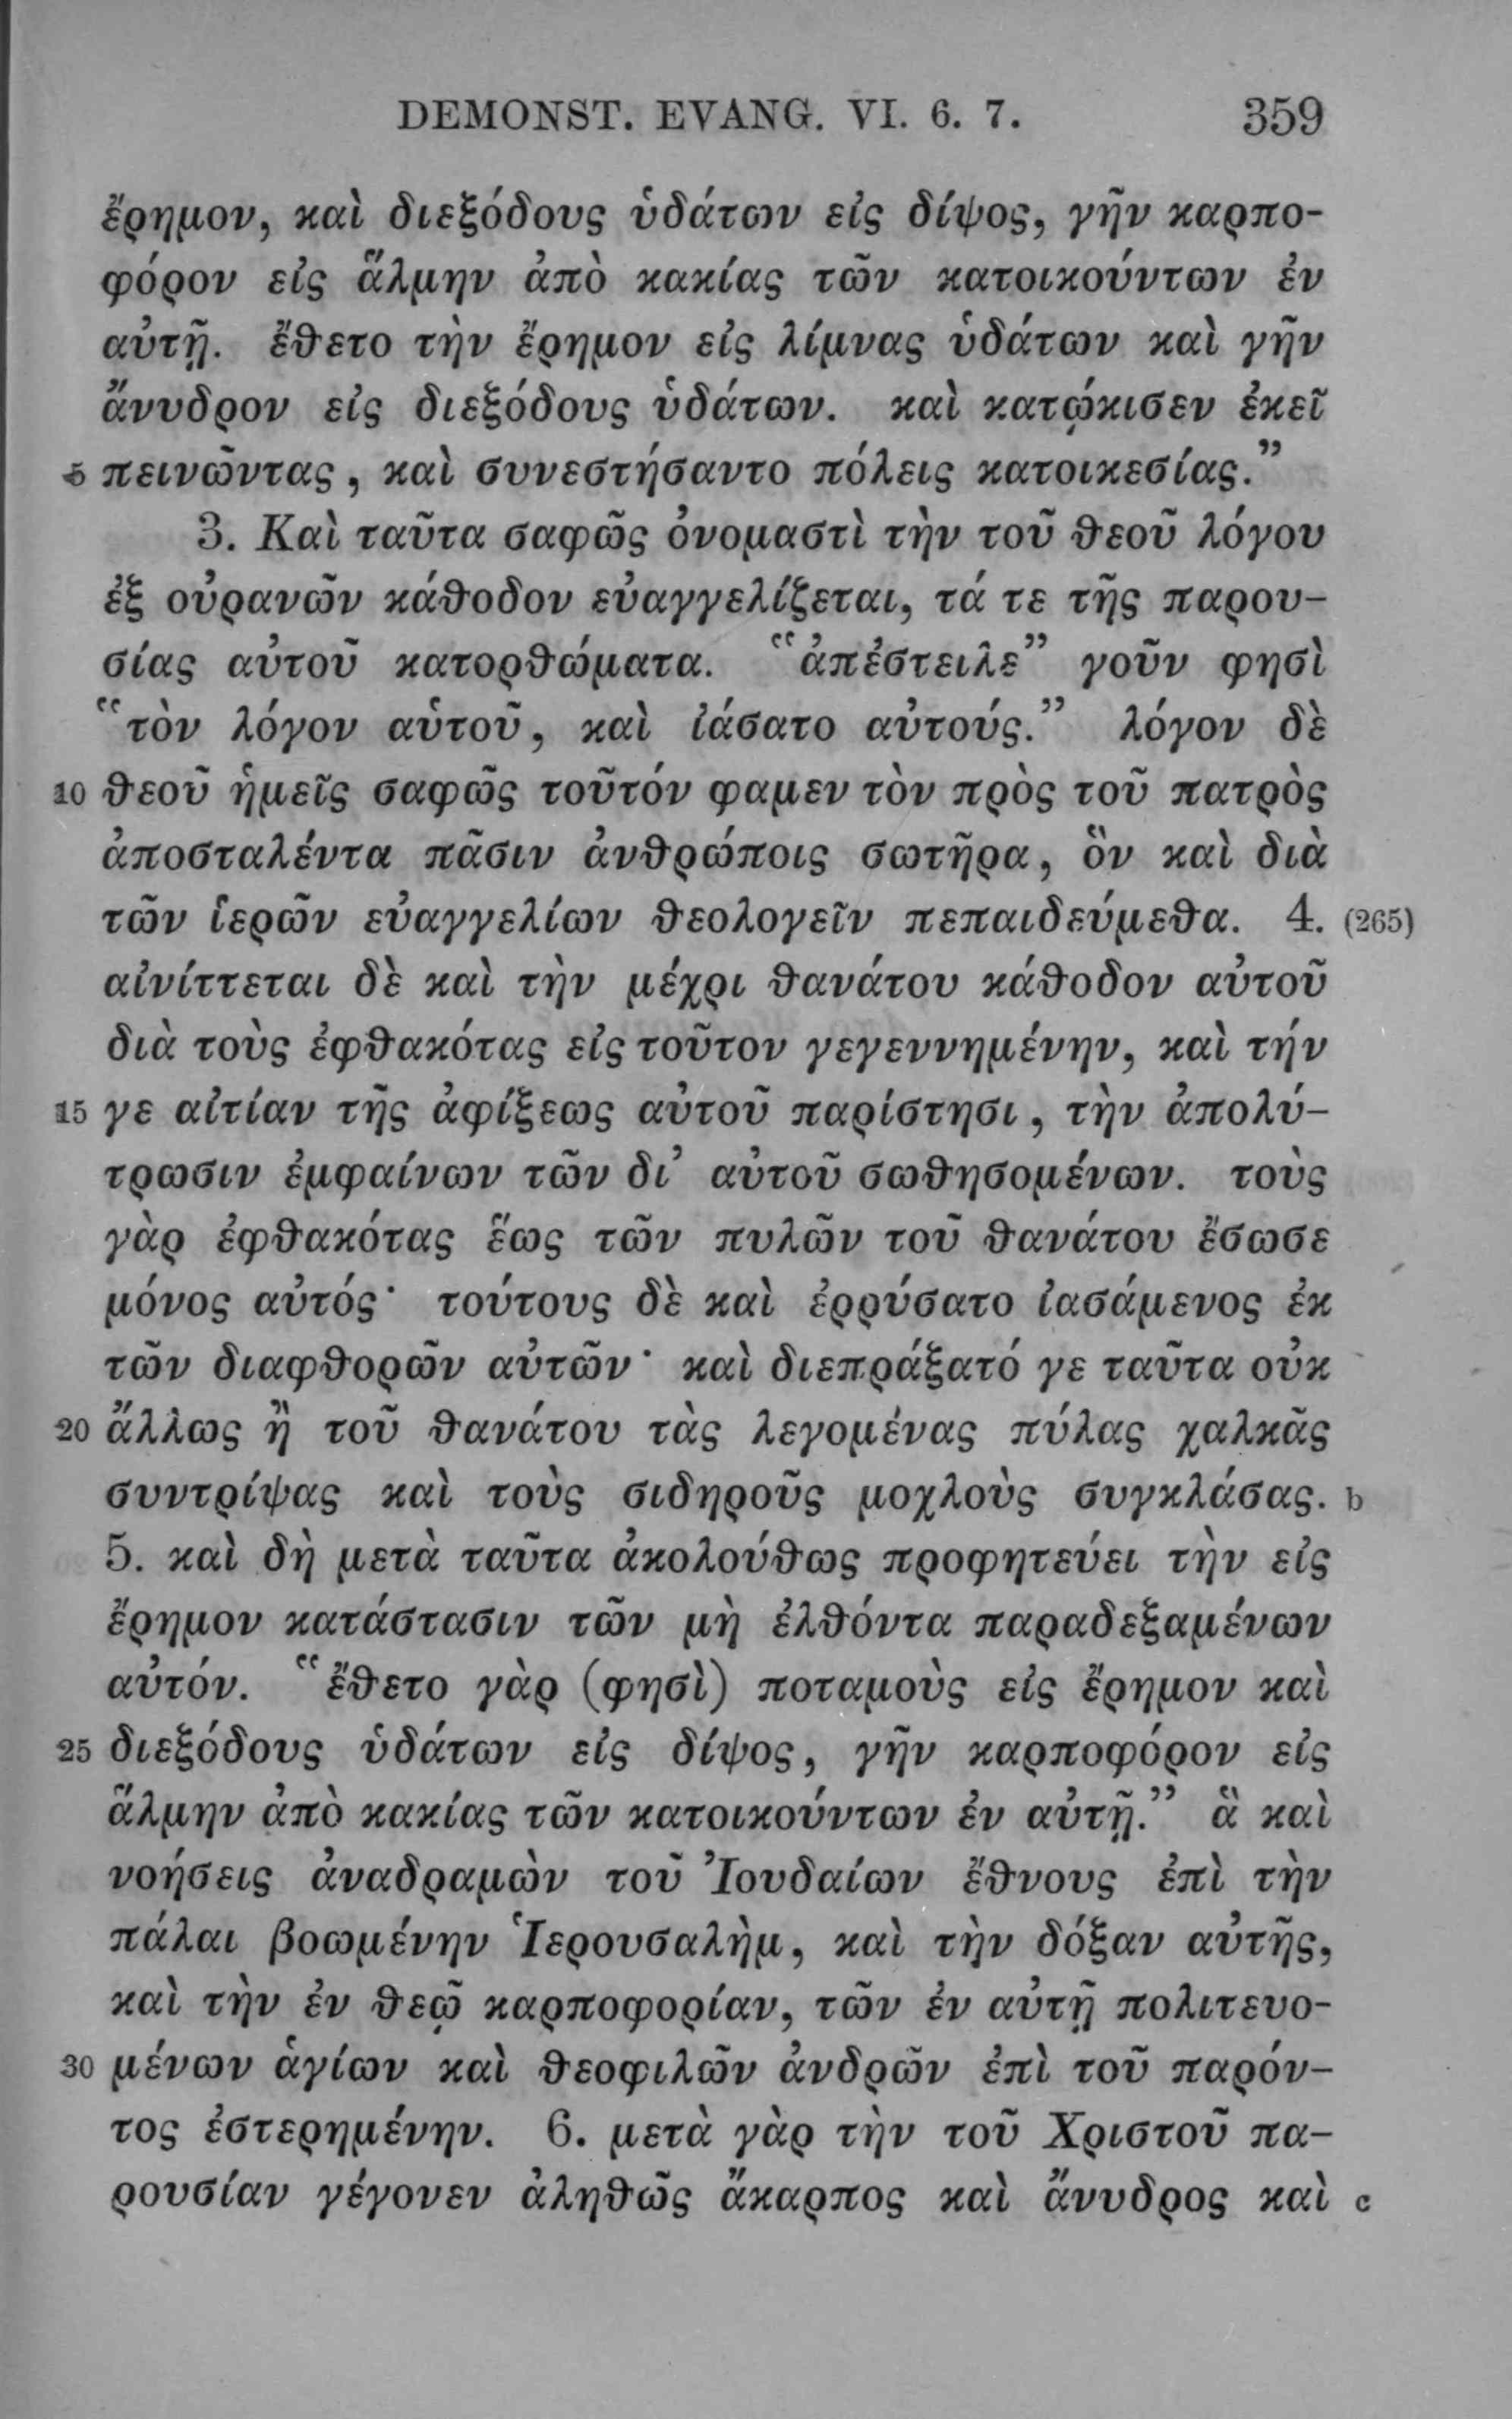 DEMONST. EVANG. VI. 6. 7. 359
ἔρημον, καὶ διεξόδους ὑδάτων εἰς δίψος, γῆν καρπο-
φόρον εἰς ἅλμην ἀπὸ κακίας τῶν κατοικούντων ἐν
αὐτῇ. ἔθετο τὴν ἔρημον εἰς λίμνας ὑδάτων καὶ γῆν
ἄνυδρον εἰς διεξόδους ὑδάτων. καὶ κατῴκισεν ἐκεῖ
5 πεινῶντας, καὶ συνεστήσαντο πόλεις κατοικεσίας.”
3. Καὶ ταῦτα σαφῶς ὀνομαστὶ τὴν τοῦ θεοῦ λόγου
ἐξ οὐρανῶν κάθοδον εὐαγγελίζεται, τά τε τῆς παρου-
σίας αὐτοῦ κατορθώματα. “ἀπέστειλε” γοῦν φησὶ
“τὸν λόγον αὑτοῦ, καὶ ἰάσατο αὐτούς.” λόγον δὲ
10 θεοῦ ἡμεῖς σαφῶς τοῦτόν φαμεν τὸν πρὸς τοῦ πατρὸς
ἀποσταλέντα πᾶσιν ἀνθρώποις σωτῆρα, ὃν καὶ διὰ
τῶν ἱερῶν εὐαγγελίων θεολογεῖν πεπαιδεύμεθα. 4. (265)
αἰνίττεται δὲ καὶ τὴν μέχρι θανάτου κάθοδον αὐτοῦ
διὰ τοὺς ἐφθακότας εἰς τοῦτον γεγεννημένην, καὶ τήν
15 γε αἰτίαν τῆς ἀφίξεως αὐτοῦ παρίστησι, τὴν ἀπολύ-
τρωσιν ἐμφαίνων τῶν δι’ αὐτοῦ σωθησομένων. τοὺς
γὰρ ἐφθακότας ἕως τῶν πυλῶν τοῦ θανάτου ἔσωσε
μόνος αὐτός· τούτους δὲ καὶ ἐρρύσατο ἰασάμενος ἐκ
τῶν διαφθορῶν αὐτῶν· καὶ διεπράξατό γε ταῦτα οὐκ
20 ἄλλως ἢ τοῦ θανάτου τὰς λεγομένας πύλας χαλκᾶς
συντρίψας καὶ τοὺς σιδηροῦς μοχλοὺς συγκλάσας. b
5. καὶ δὴ μετὰ ταῦτα ἀκολούθως προφητεύει τὴν εἰς
ἔρημον κατάστασιν τῶν μὴ ἐλθόντα παραδεξαμένων
αὐτόν. “ἔθετο γὰρ (φησὶ) ποταμοὺς εἰς ἔρημον καὶ
25 διεξόδους ὑδάτων εἰς δίψος, γῆν καρποφόρον εἰς
ἅλμην ἀπὸ κακίας τῶν κατοικούντων ἐν αὐτῇ.” ἃ καὶ
νοήσεις ἀναδραμὼν τοῦ Ἰουδαίων ἔθνους ἐπὶ τὴν
πάλαι βοωμένην Ἱερουσαλὴμ, καὶ τὴν δόξαν αὐτῆς,
καὶ τὴν ἐν θεῷ καρποφορίαν, τῶν ἐν αὐτῇ πολιτευο-
30 μένων ἁγίων καὶ θεοφιλῶν ἀνδρῶν ἐπὶ τοῦ παρόν-
τος ἐστερημένην. 6. μετὰ γὰρ τὴν τοῦ Χριστοῦ πα-
ρουσίαν γέγονεν ἀληθῶς ἄκαρπος καὶ ἄνυδρος καὶ c